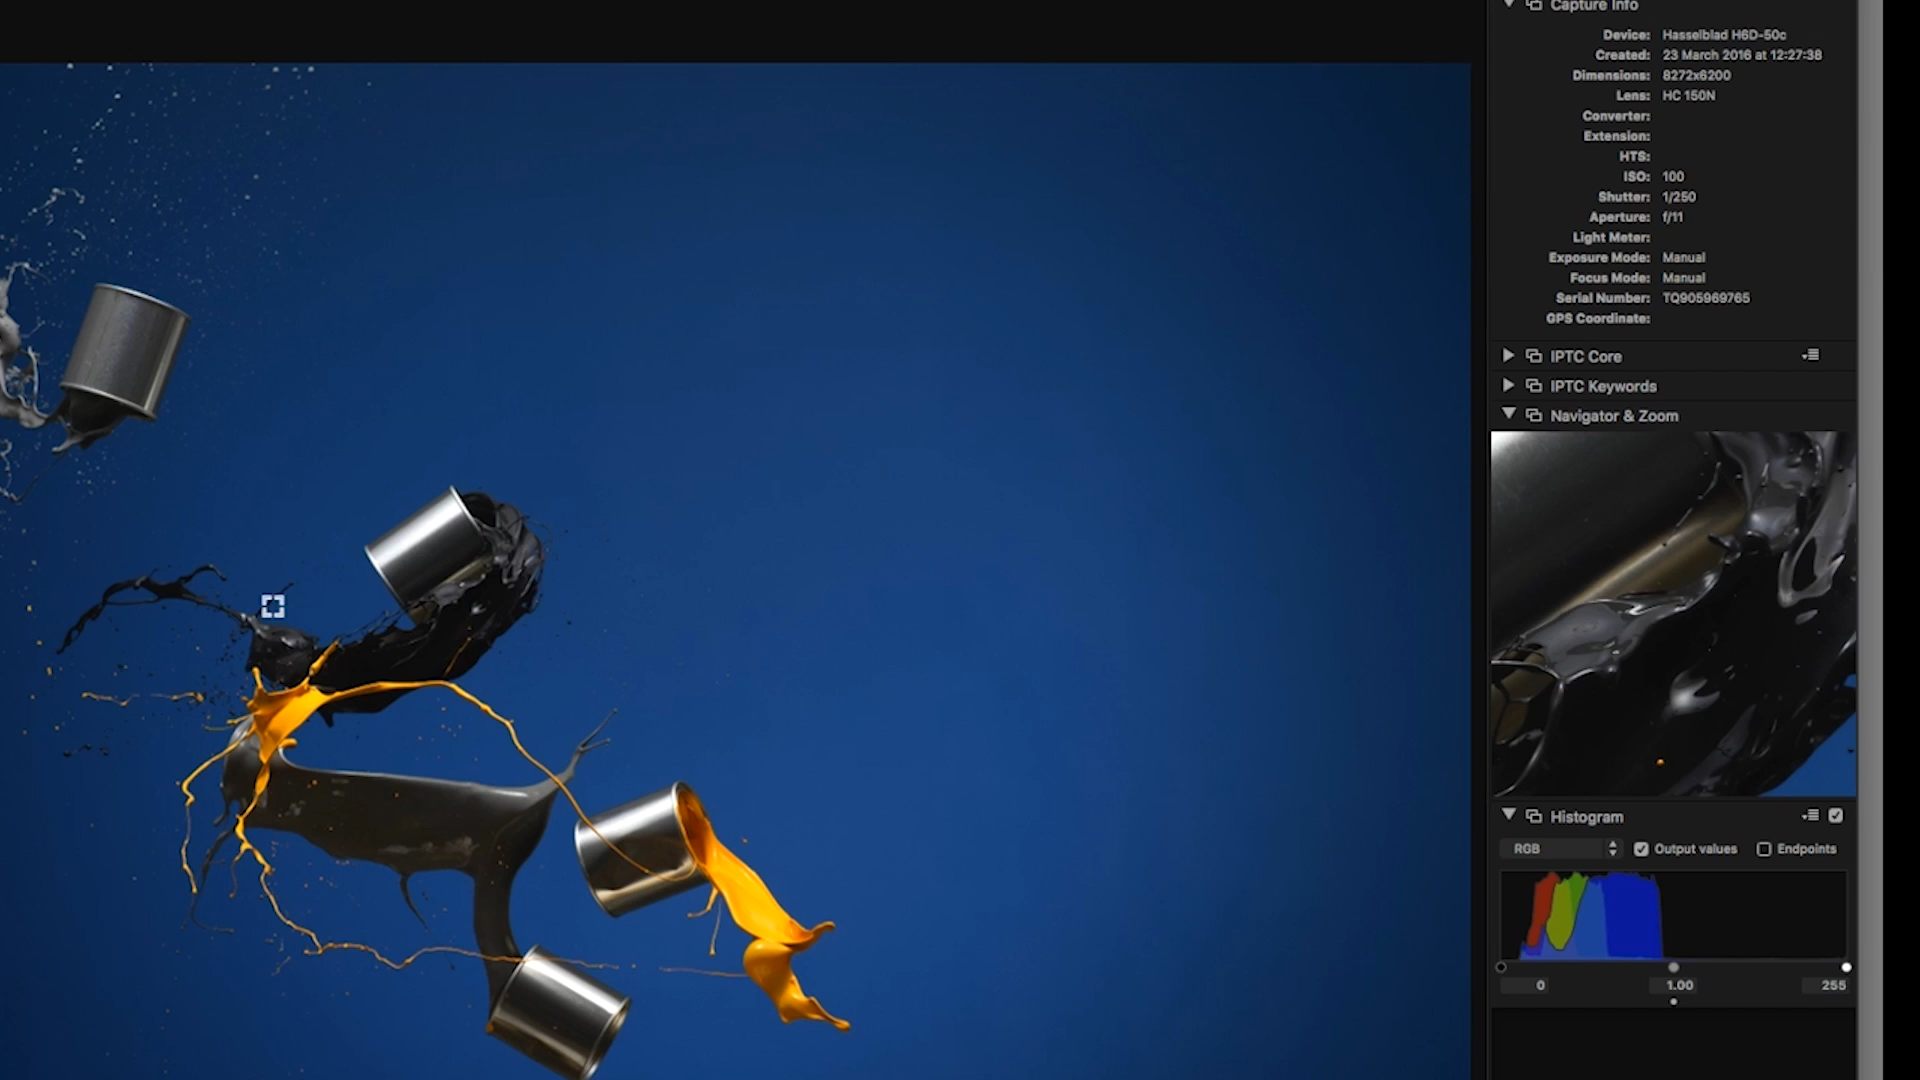 Capture Info
Device: Hasselblad H6D-50c
Created: 23 March 2016 at 12:27:38
Dimensions: 8272x6200
Lens: HC 150N
Converter:
Extension:
HTS:
ISO: 100
Shutter: 1/250
Aperture: f/11
Light Meter:
Exposure Mode: Manual
Focus Mode: Manual
Serial Number: TQ905969765
GPS Coordinate:
IPTC Core
IPTC Keywords
Navigator & Zoom
Histogram
RGB Output values Endpoints
0 1.00 255